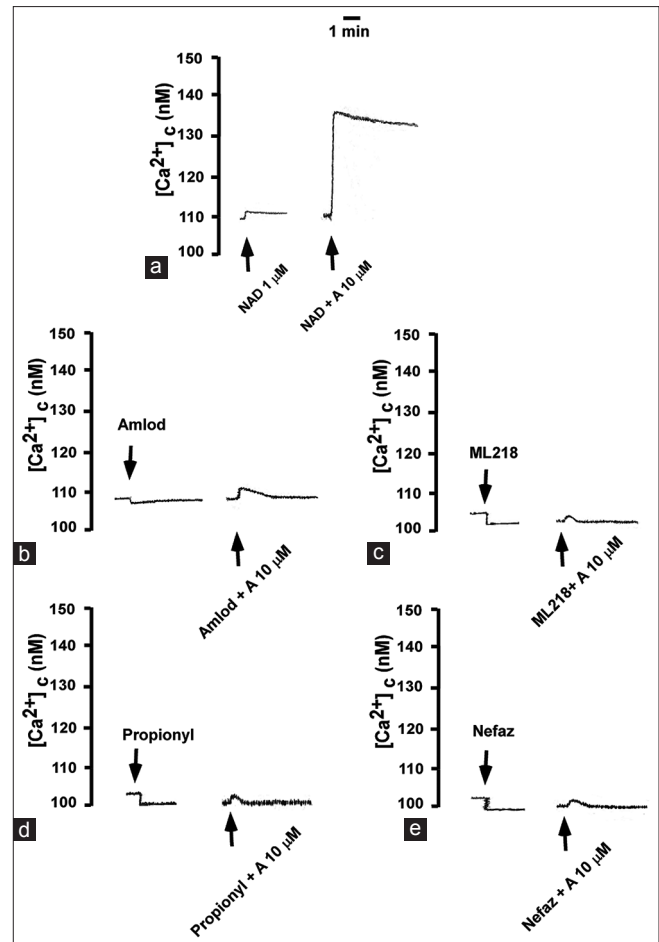 1 min
[Ca2+] c (nM)
150
140
130
120
110
100
a
NAD 1 μM
NAD + A 10 μM
[Ca2+] c (nM)
150
140
130
120
110
100
Amlod
b
Amlod + A 10 μM
[Ca2+] c (nM)
150
140
130
120
110
100
ML218
c
ML218+ A 10 μM
[Ca2+] c (nM)
150
140
130
120
110
100
Propionyl
d
Propionyl + A 10 μM
[Ca2+] c (nM)
150
140
130
120
110
100
Nefaz
e
Nefaz + A 10 μM